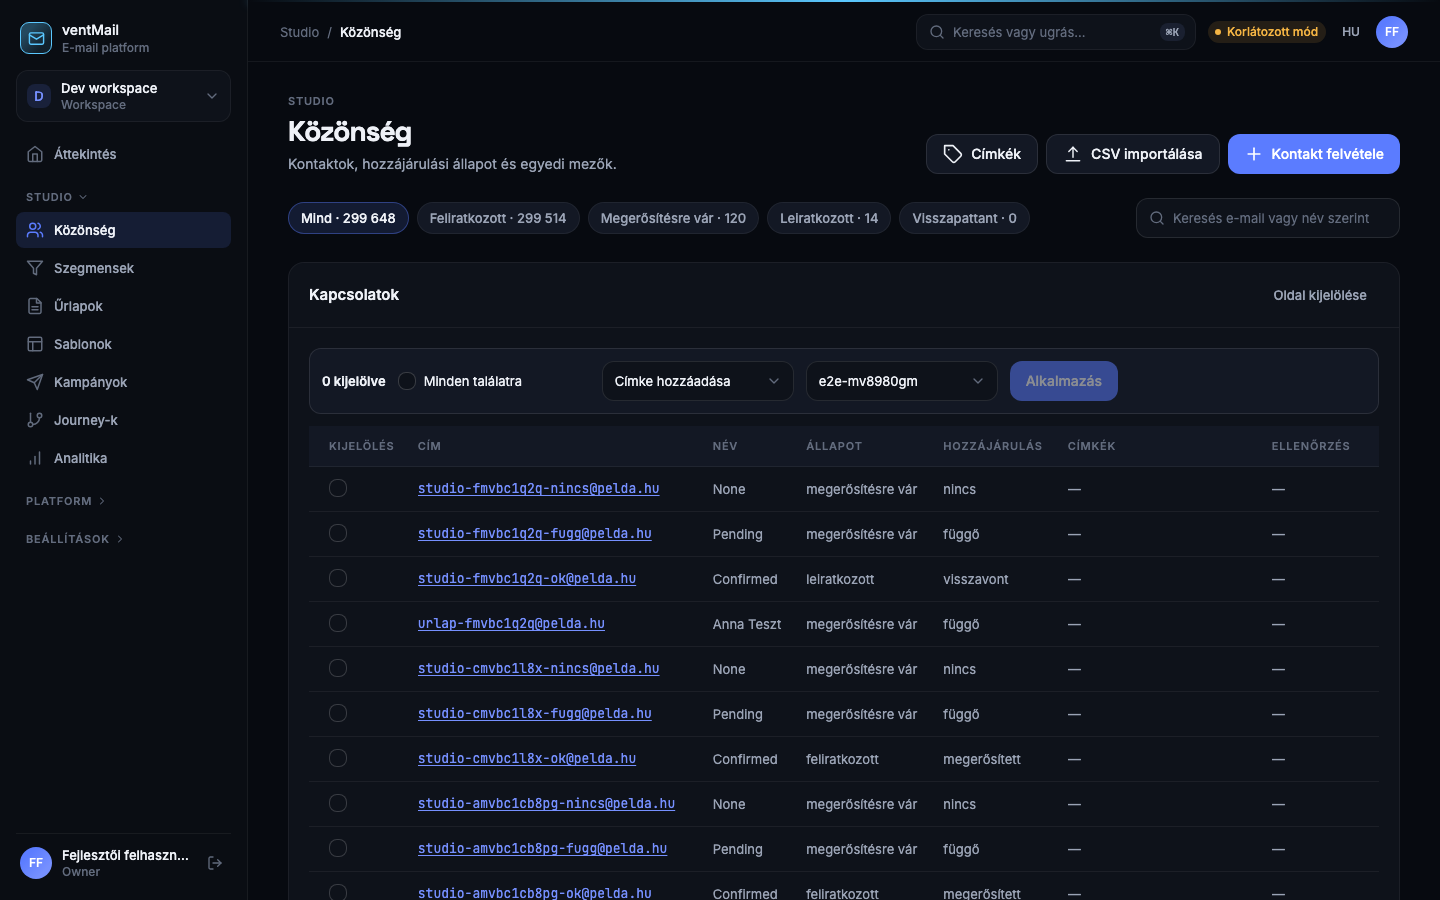 ventMail
E-mail platform
D
Dev workspace
Workspace
Áttekintés
STUDIO
Közönség
Szegmensek
Űrlapok
Sablonok
Kampányok
Journey-k
Analitika
PLATFORM
BEÁLLÍTÁSOK
FF
Fejlesztői felhaszn...
Owner
Studio / Közönség
Keresés vagy ugrás... ⌘K
Korlátozott mód
HU
FF
STUDIO
Közönség
Kontaktok, hozzájárulási állapot és egyedi mezők.
Címkék
CSV importálása
Kontakt felvétele
Mind · 299 648
Feliratkozott · 299 514
Megerősítésre vár · 120
Leiratkozott · 14
Visszapattant · 0
Keresés e-mail vagy név szerint
Kapcsolatok
Oldal kijelölése
0 kijelölve
Minden találatra
Címke hozzáadása
e2e-mv8980gm
Alkalmazás
KIJELÖLÉS CÍM NÉV ÁLLAPOT HOZZÁJÁRULÁS CÍMKÉK ELLENŐRZÉS
studio-fmvbc1q2q-nincs@pelda.hu None megerősítésre vár nincs — —
studio-fmvbc1q2q-fugg@pelda.hu Pending megerősítésre vár függő — —
studio-fmvbc1q2q-ok@pelda.hu Confirmed leiratkozott visszavont — —
urlap-fmvbc1q2q@pelda.hu Anna Teszt megerősítésre vár függő — —
studio-cmvbc1l8x-nincs@pelda.hu None megerősítésre vár nincs — —
studio-cmvbc1l8x-fugg@pelda.hu Pending megerősítésre vár függő — —
studio-cmvbc1l8x-ok@pelda.hu Confirmed feliratkozott megerősített — —
studio-amvbc1cb8pg-nincs@pelda.hu None megerősítésre vár nincs — —
studio-amvbc1cb8pg-fugg@pelda.hu Pending megerősítésre vár függő — —
studio-amvbc1cb8pg-ok@pelda.hu Confirmed feliratkozott megerősített — —